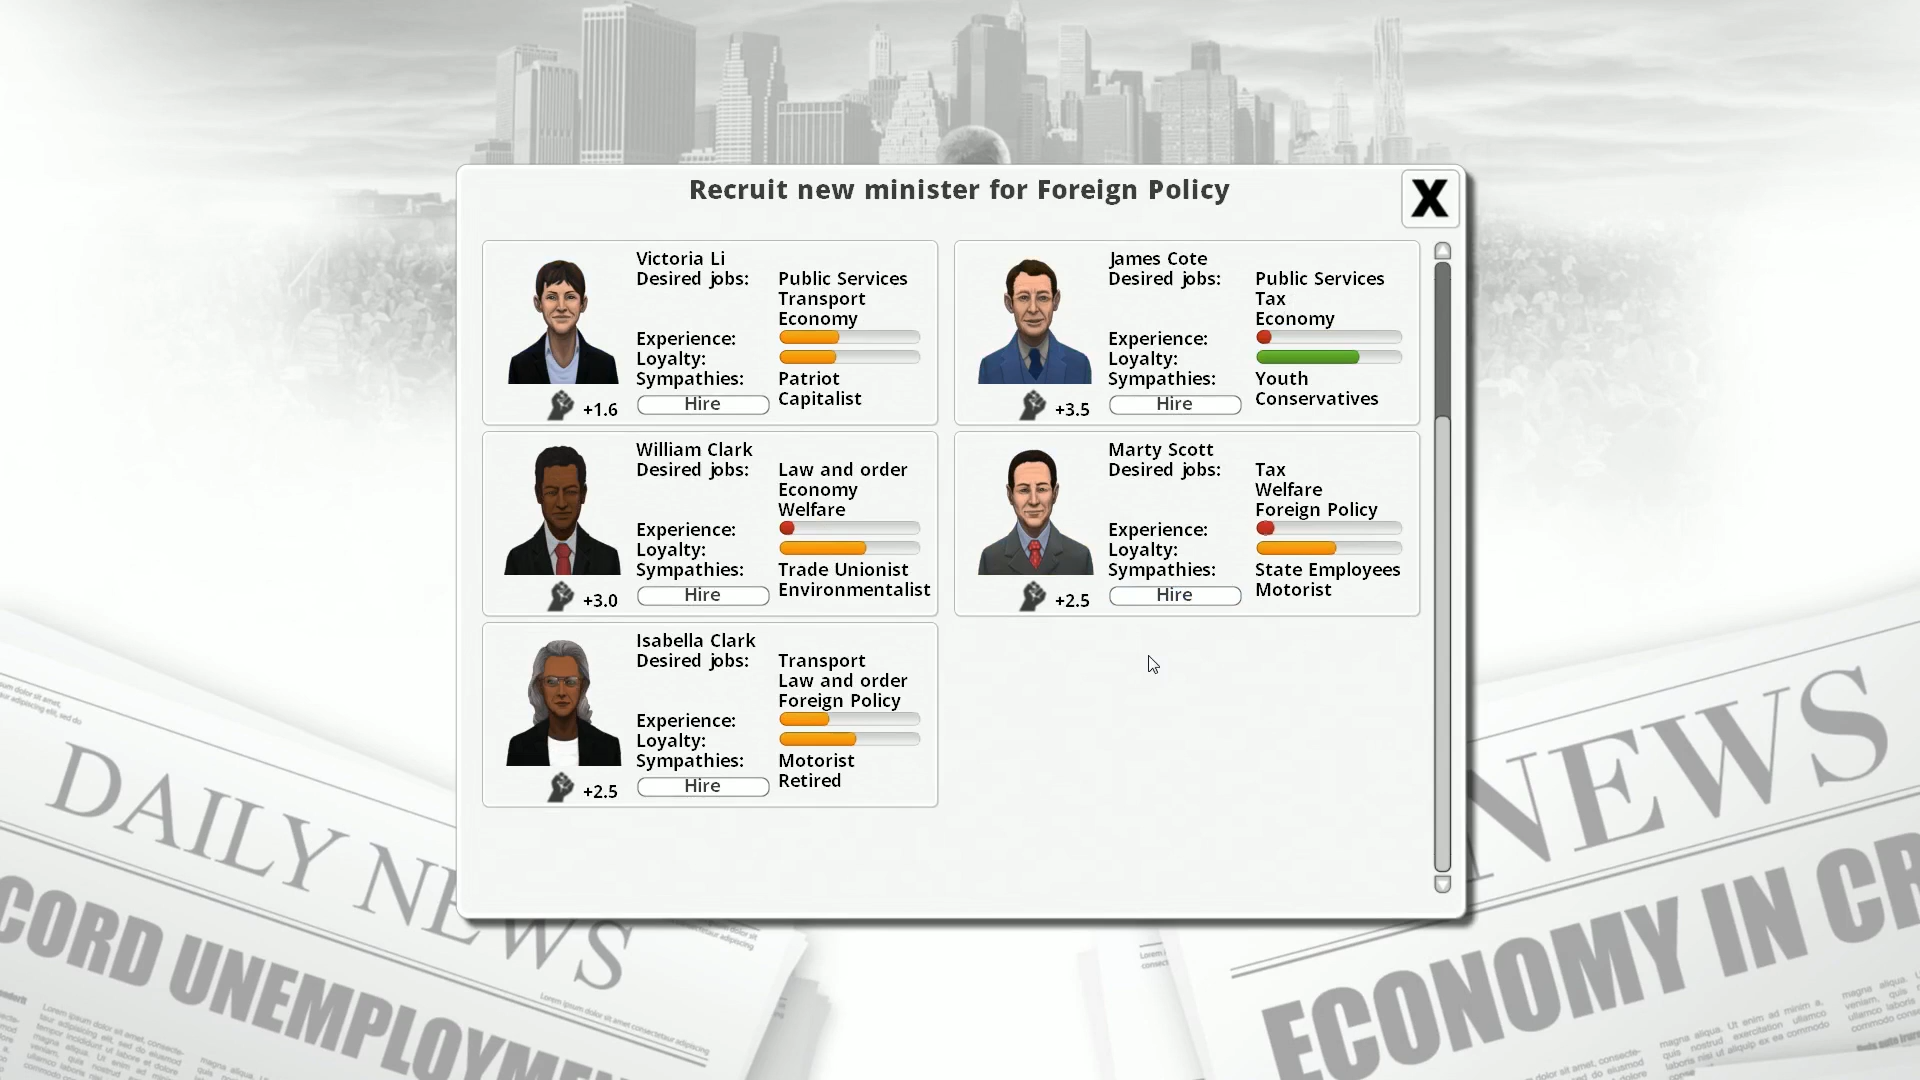 Recruit new minister for Foreign Policy
X
Victoria Li
Desired jobs: Public Services
Transport
Economy
Experience:
Loyalty:
Sympathies: Patriot
Capitalist
+1.6 Hire
James Cote
Desired jobs: Public Services
Tax
Economy
Experience:
Loyalty:
Sympathies: Youth
Conservatives
+3.5 Hire
William Clark
Desired jobs: Law and order
Economy
Welfare
Experience:
Loyalty:
Sympathies: Trade Unionist
Environmentalist
+3.0 Hire
Marty Scott
Desired jobs: Tax
Welfare
Foreign Policy
Experience:
Loyalty:
Sympathies: State Employees
Motorist
+2.5 Hire
Isabella Clark
Desired jobs: Transport
Law and order
Foreign Policy
Experience:
Loyalty:
Sympathies: Motorist
Retired
+2.5 Hire
DAILY NEWS
CORD UNEMPLOYME
NEWS
ECONOMY IN CR